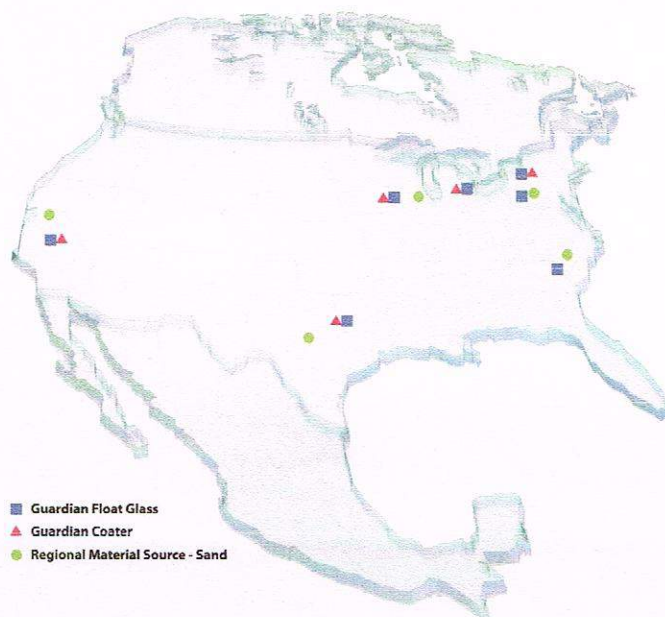 Guardian Float Glass
Guardian Coater
Regional Material Source - Sand